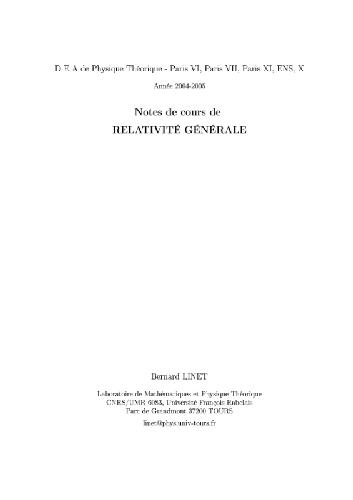 D E A de Physique Théorique - Paris VI, Paris VII, Paris XI, ENS, X
Année 2004-2005
Notes de cours de
RELATIVITÉ GÉNÉRALE
Bernard LINET
Laboratoire de Mathématiques et Physique Théorique
CNRS/UMR 6083, Université François Rabelais
Parc de Grandmont 37200 TOURS
linet@phys.univ-tours.fr